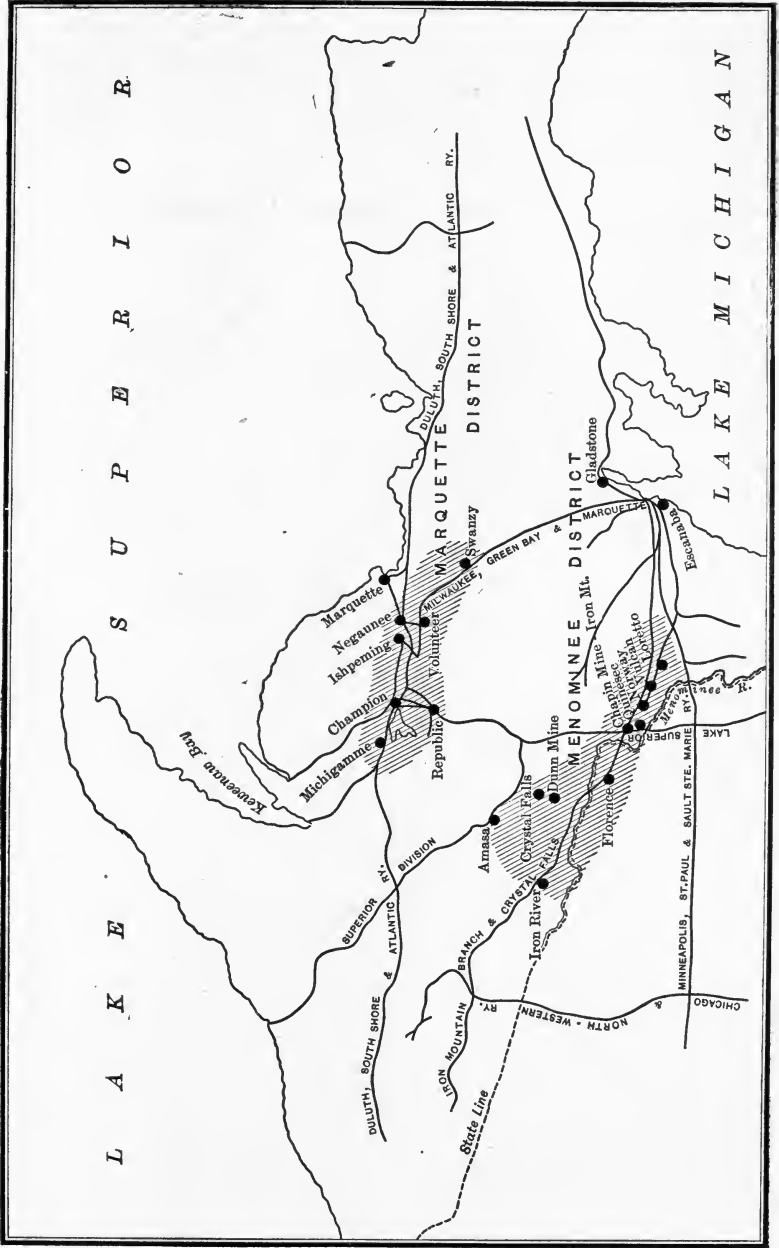 LAKE SUPERIOR
Keweenaw Bay
Marquette
Negaunee
Ishpeming
Champion
Michigamme
Republic
Volunteer
Swanzy
MARQUETTE
DISTRICT
DULUTH, SOUTH SHORE & ATLANTIC RY.
DULUTH, SOUTH SHORE & ATLANTIC RY.
SUPERIOR DIVISION
MILWAUKEE, GREEN BAY & MARQUETTE
Amasa
Crystal Falls
Dunn Mine
MENOMINEE DISTRICT
Iron Mt.
Chapin Mine
Quinnesec
Norway
Vulcan
Loretto
Gladstone
Escanaba
Florence
Iron River
IRON MOUNTAIN BRANCH & CRYSTAL FALLS
State Line
CHICAGO & NORTH-WESTERN RY.
MINNEAPOLIS, ST. PAUL & SAULT STE. MARIE RY.
LAKE SUPERIOR
Menominee R.
LAKE MICHIGAN